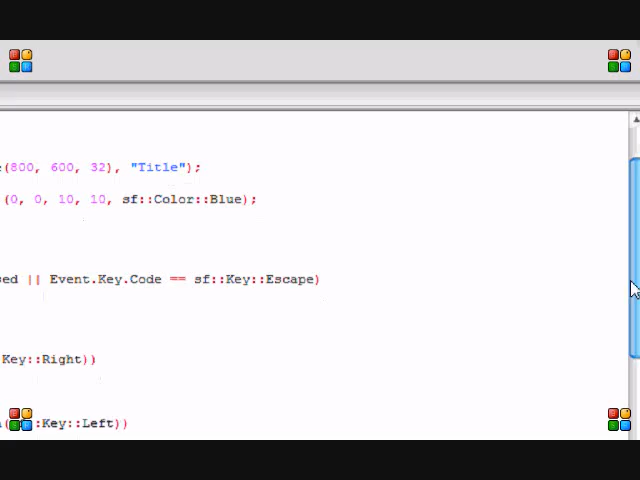 (800, 600, 32), "Title");
(0, 0, 10, 10, sf::Color::Blue);
sed || Event.Key.Code == sf::Key::Escape)
Key::Right))
:Key::Left))